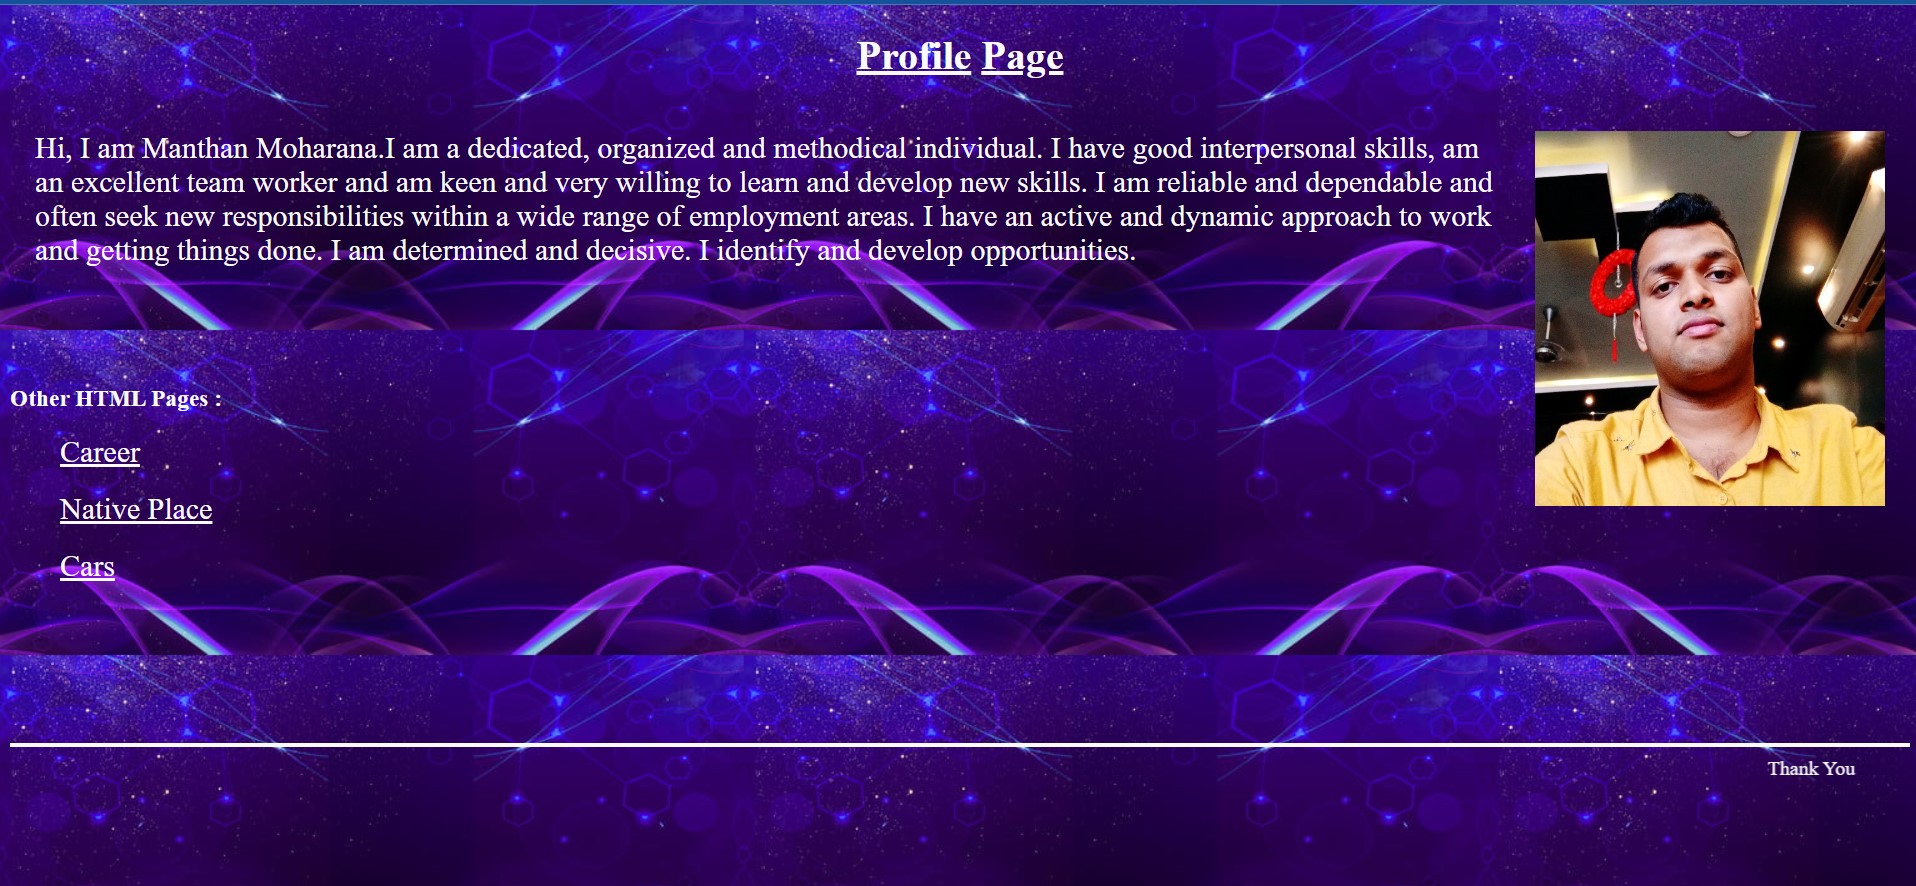 Profile Page
Hi, I am Manthan Moharana.I am a dedicated, organized and methodical individual. I have good interpersonal skills, am
an excellent team worker and am keen and very willing to learn and develop new skills. I am reliable and dependable and
often seek new responsibilities within a wide range of employment areas. I have an active and dynamic approach to work
and getting things done. I am determined and decisive. I identify and develop opportunities.
Other HTML Pages :
Career
Native Place
Cars
Thank You